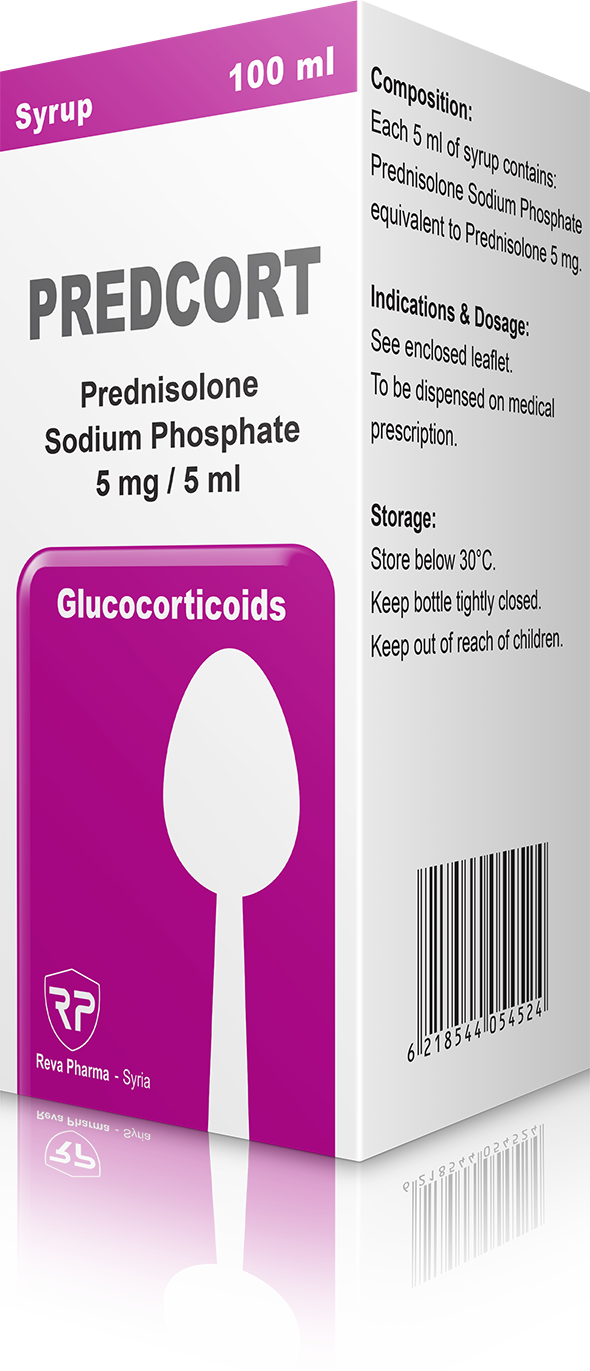 Syrup 100 ml
PREDCORT
Prednisolone
Sodium Phosphate
5 mg / 5 ml
Glucocorticoids
RP
Reva Pharma - Syria
Composition:
Each 5 ml of syrup contains:
Prednisolone Sodium Phosphate
equivalent to Prednisolone 5 mg.
Indications & Dosage:
See enclosed leaflet.
To be dispensed on medical
prescription.
Storage:
Store below 30°C.
Keep bottle tightly closed.
Keep out of reach of children.
6 218544 054524